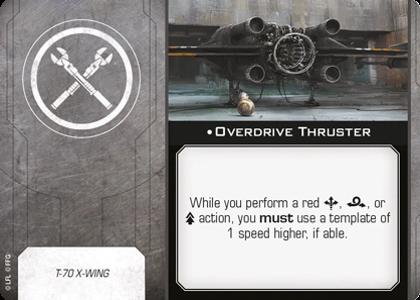 • OVERDRIVE THRUSTER
While you perform a red , , or
action, you must use a template of
1 speed higher, if able.
T-70 X-WING
© LFL © FFG